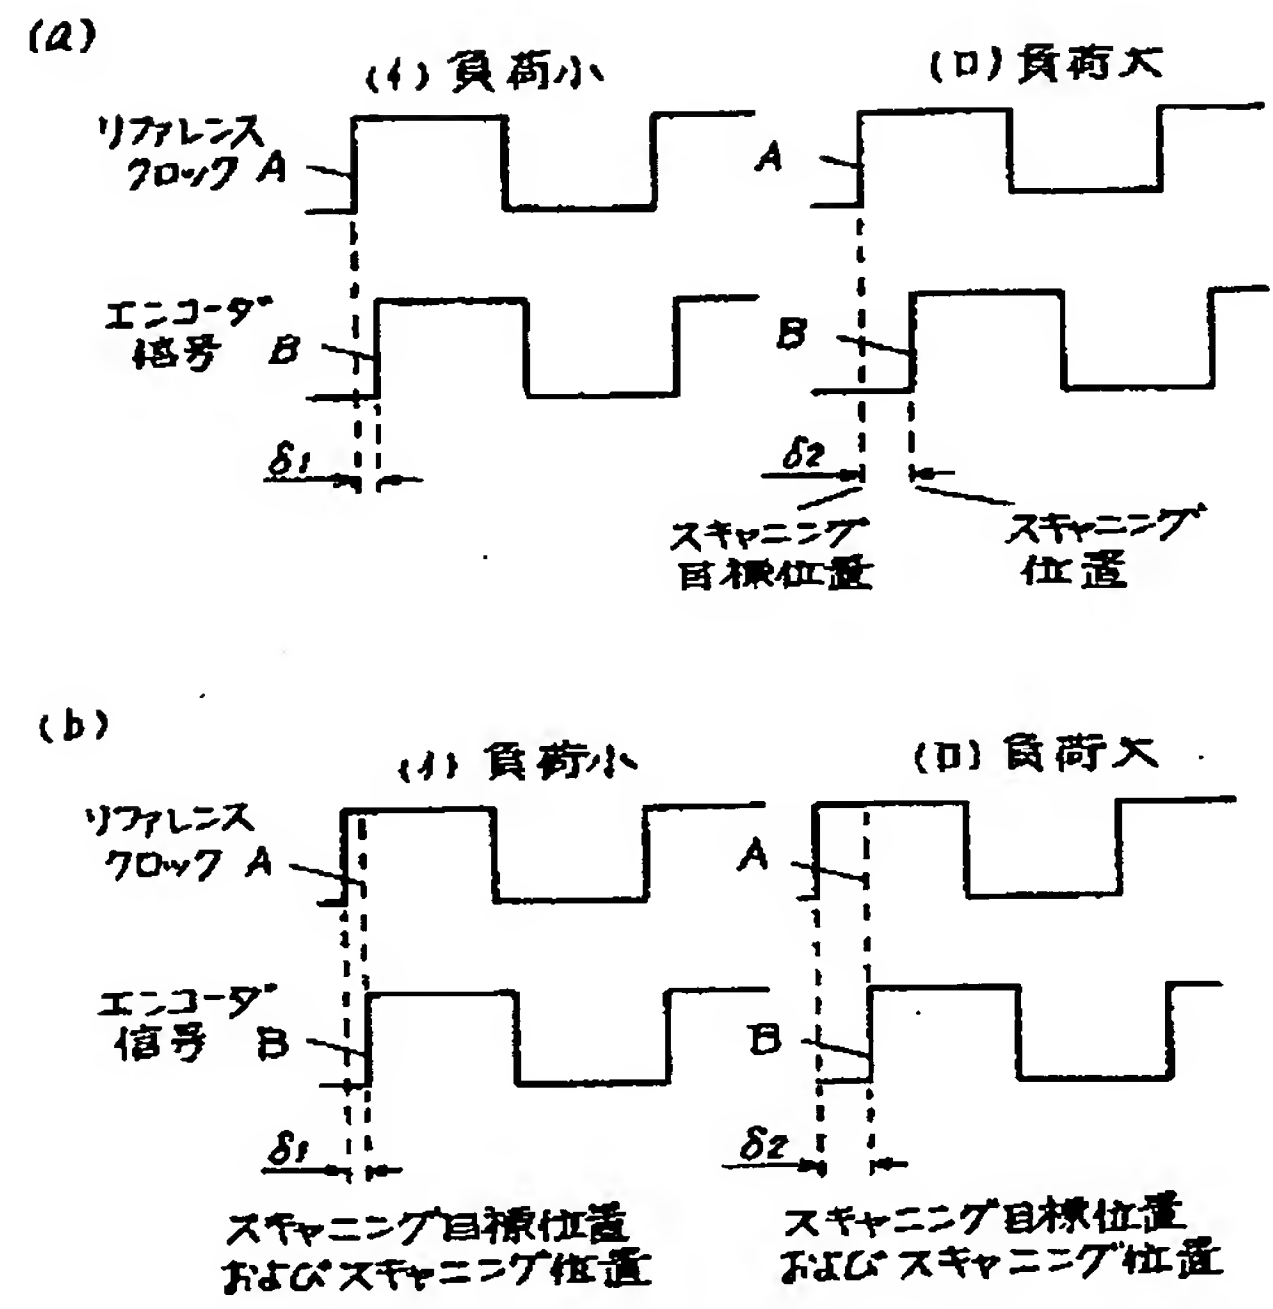 (a)
(イ) 負荷小
(ロ) 負荷大
リファレンス
クロック A
A
エンコーダ
信号 B
B
δ1
δ2
スキャニング
目標位置
スキャニング
位置
(b)
(イ) 負荷小
(ロ) 負荷大
リファレンス
クロック A
A
エンコーダ
信号 B
B
δ1
δ2
スキャニング目標位置
およびスキャニング位置
スキャニング目標位置
およびスキャニング位置